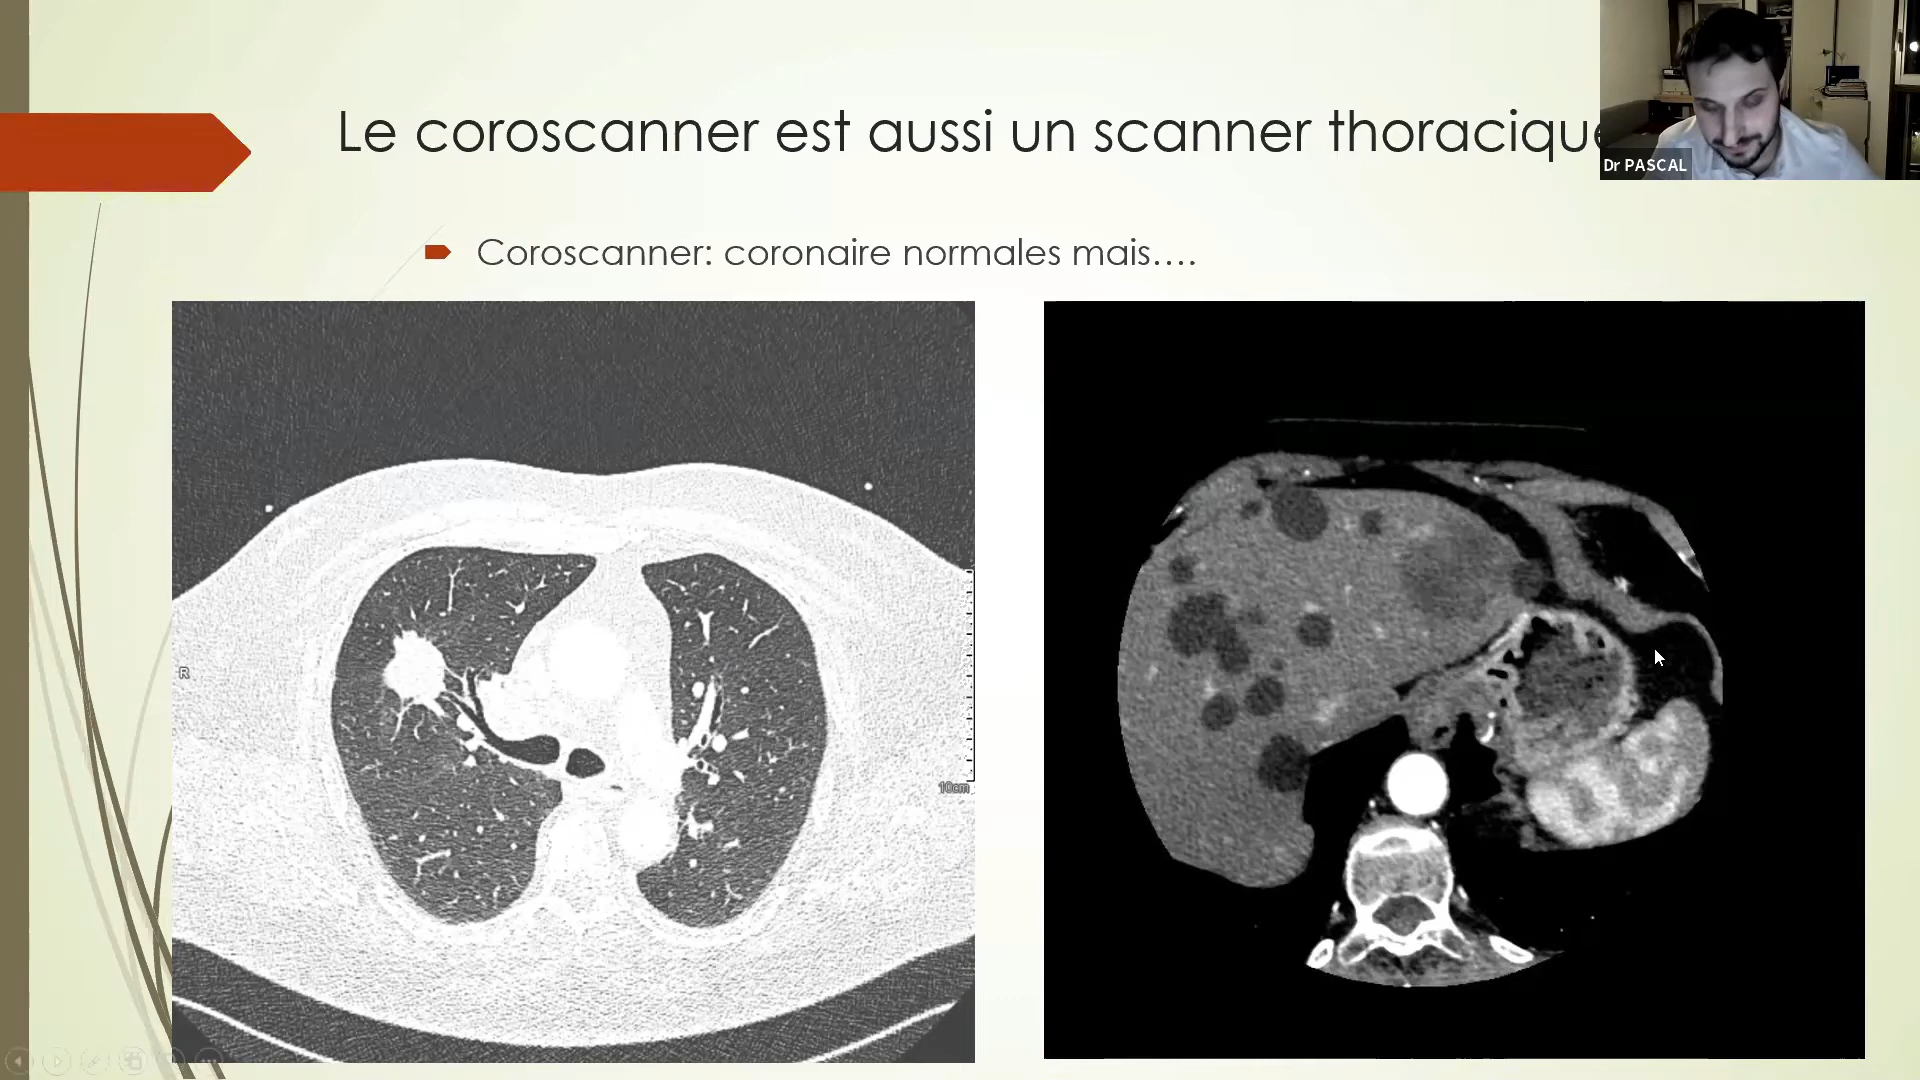 Le coroscanner est aussi un scanner thoracique
Dr PASCAL
Coroscanner: coronaire normales mais....
R
10cm